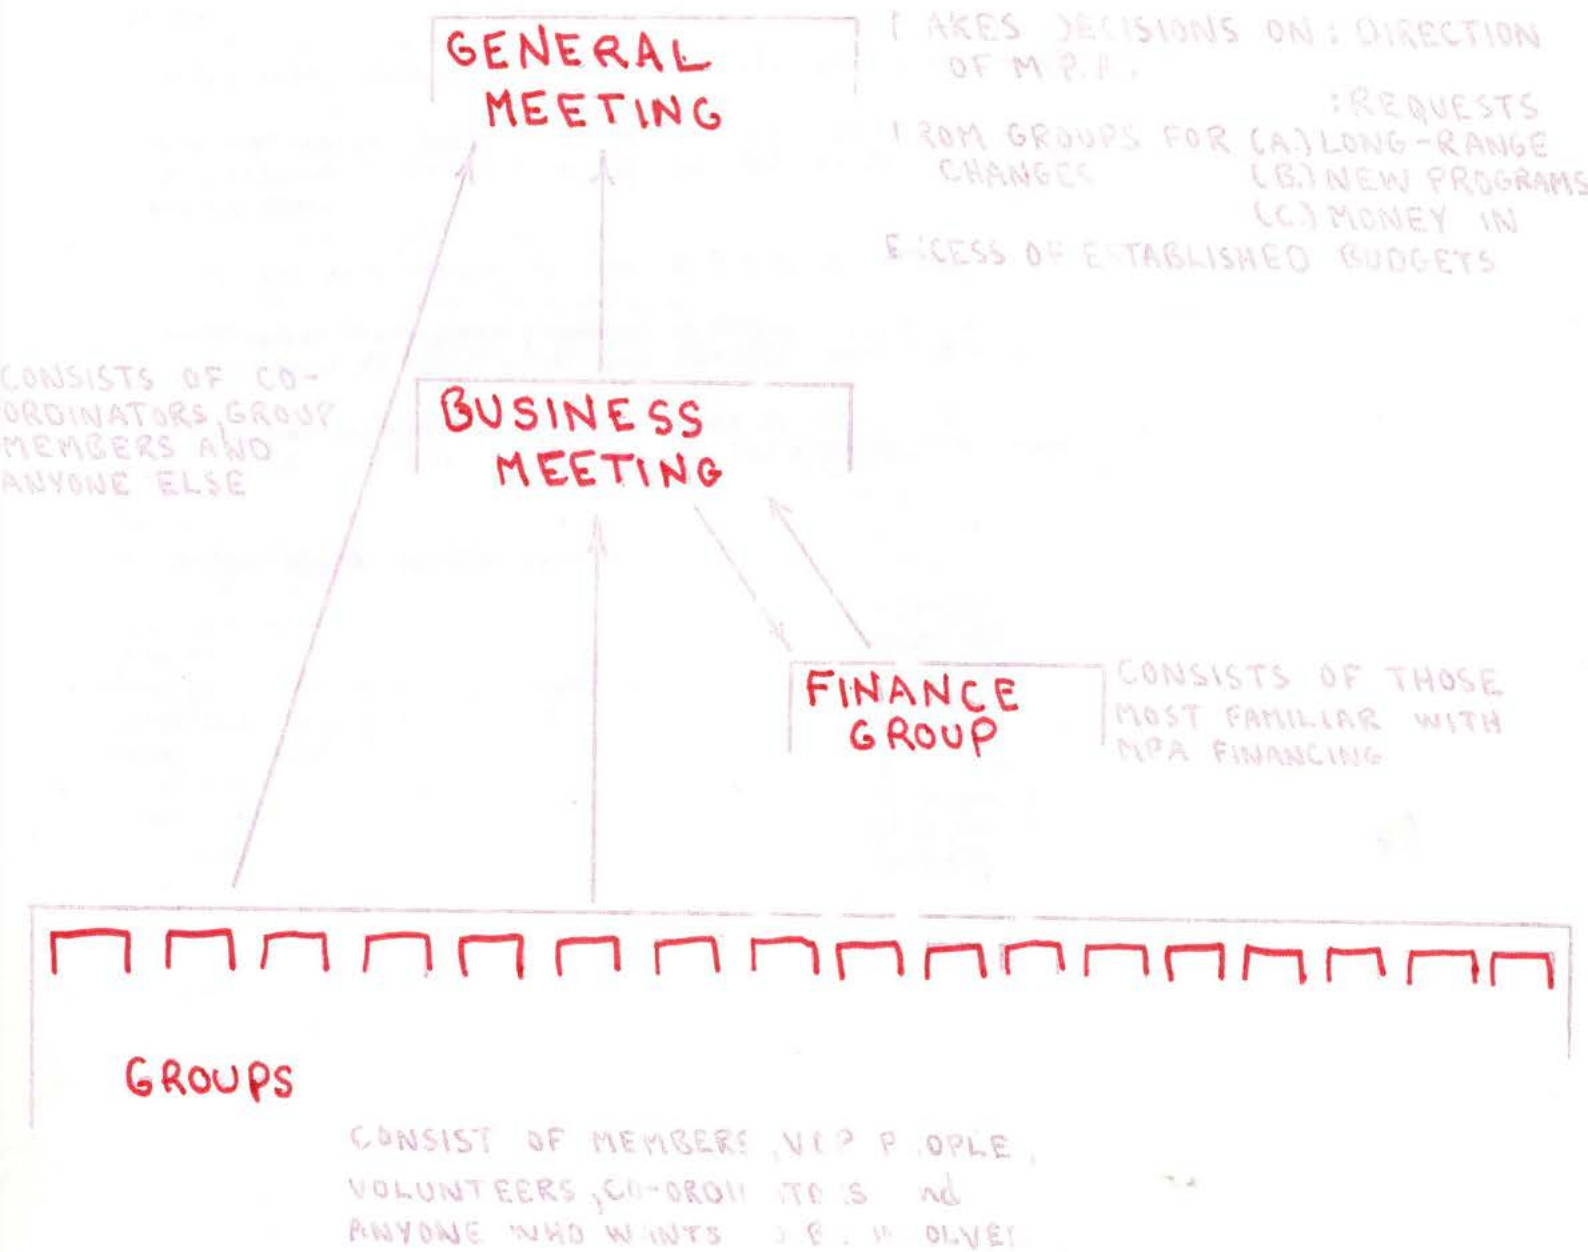 GENERAL
MEETING
TAKES DECISIONS ON: DIRECTION
OF M.P.A.
:REQUESTS
FROM GROUPS FOR (A.) LONG-RANGE
CHANGES (B.) NEW PROGRAMS
(C.) MONEY IN
EXCESS OF ESTABLISHED BUDGETS
CONSISTS OF CO-
ORDINATORS, GROUP
MEMBERS AND
ANYONE ELSE
BUSINESS
MEETING
FINANCE
GROUP
CONSISTS OF THOSE
MOST FAMILIAR WITH
MPA FINANCING
GROUPS
CONSIST OF MEMBERS, PEOPLE,
VOLUNTEERS, CO-ORDINATORS and
ANYONE WHO WANTS INVOLVED